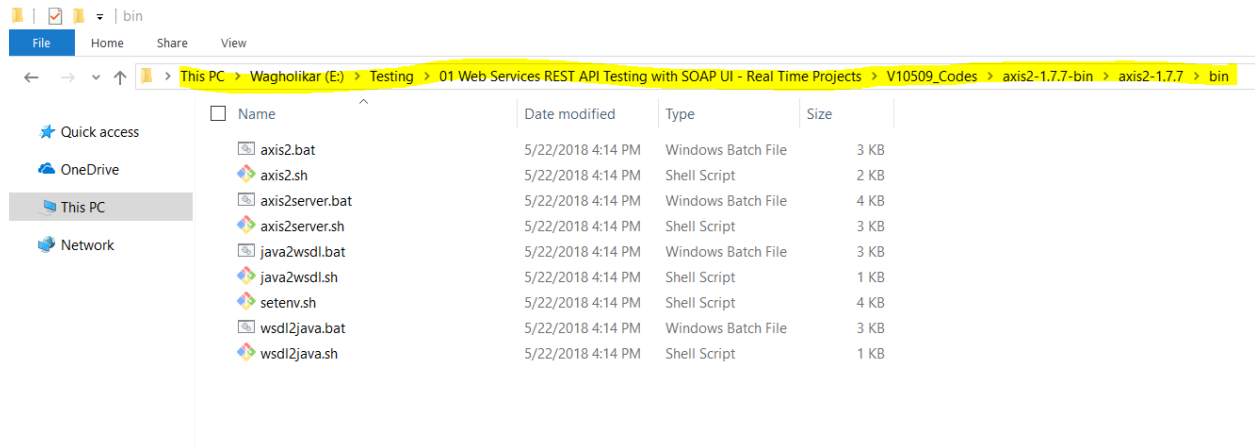 bin
File Home Share View
This PC > Wagholikar (E:) > Testing > 01 Web Services REST API Testing with SOAP UI - Real Time Projects > V10509_Codes > axis2-1.7.7-bin > axis2-1.7.7 > bin
Name Date modified Type Size
Quick access
OneDrive
This PC
Network
axis2.bat 5/22/2018 4:14 PM Windows Batch File 3 KB
axis2.sh 5/22/2018 4:14 PM Shell Script 2 KB
axis2server.bat 5/22/2018 4:14 PM Windows Batch File 4 KB
axis2server.sh 5/22/2018 4:14 PM Shell Script 3 KB
java2wsdl.bat 5/22/2018 4:14 PM Windows Batch File 3 KB
java2wsdl.sh 5/22/2018 4:14 PM Shell Script 1 KB
setenv.sh 5/22/2018 4:14 PM Shell Script 4 KB
wsdl2java.bat 5/22/2018 4:14 PM Windows Batch File 3 KB
wsdl2java.sh 5/22/2018 4:14 PM Shell Script 1 KB